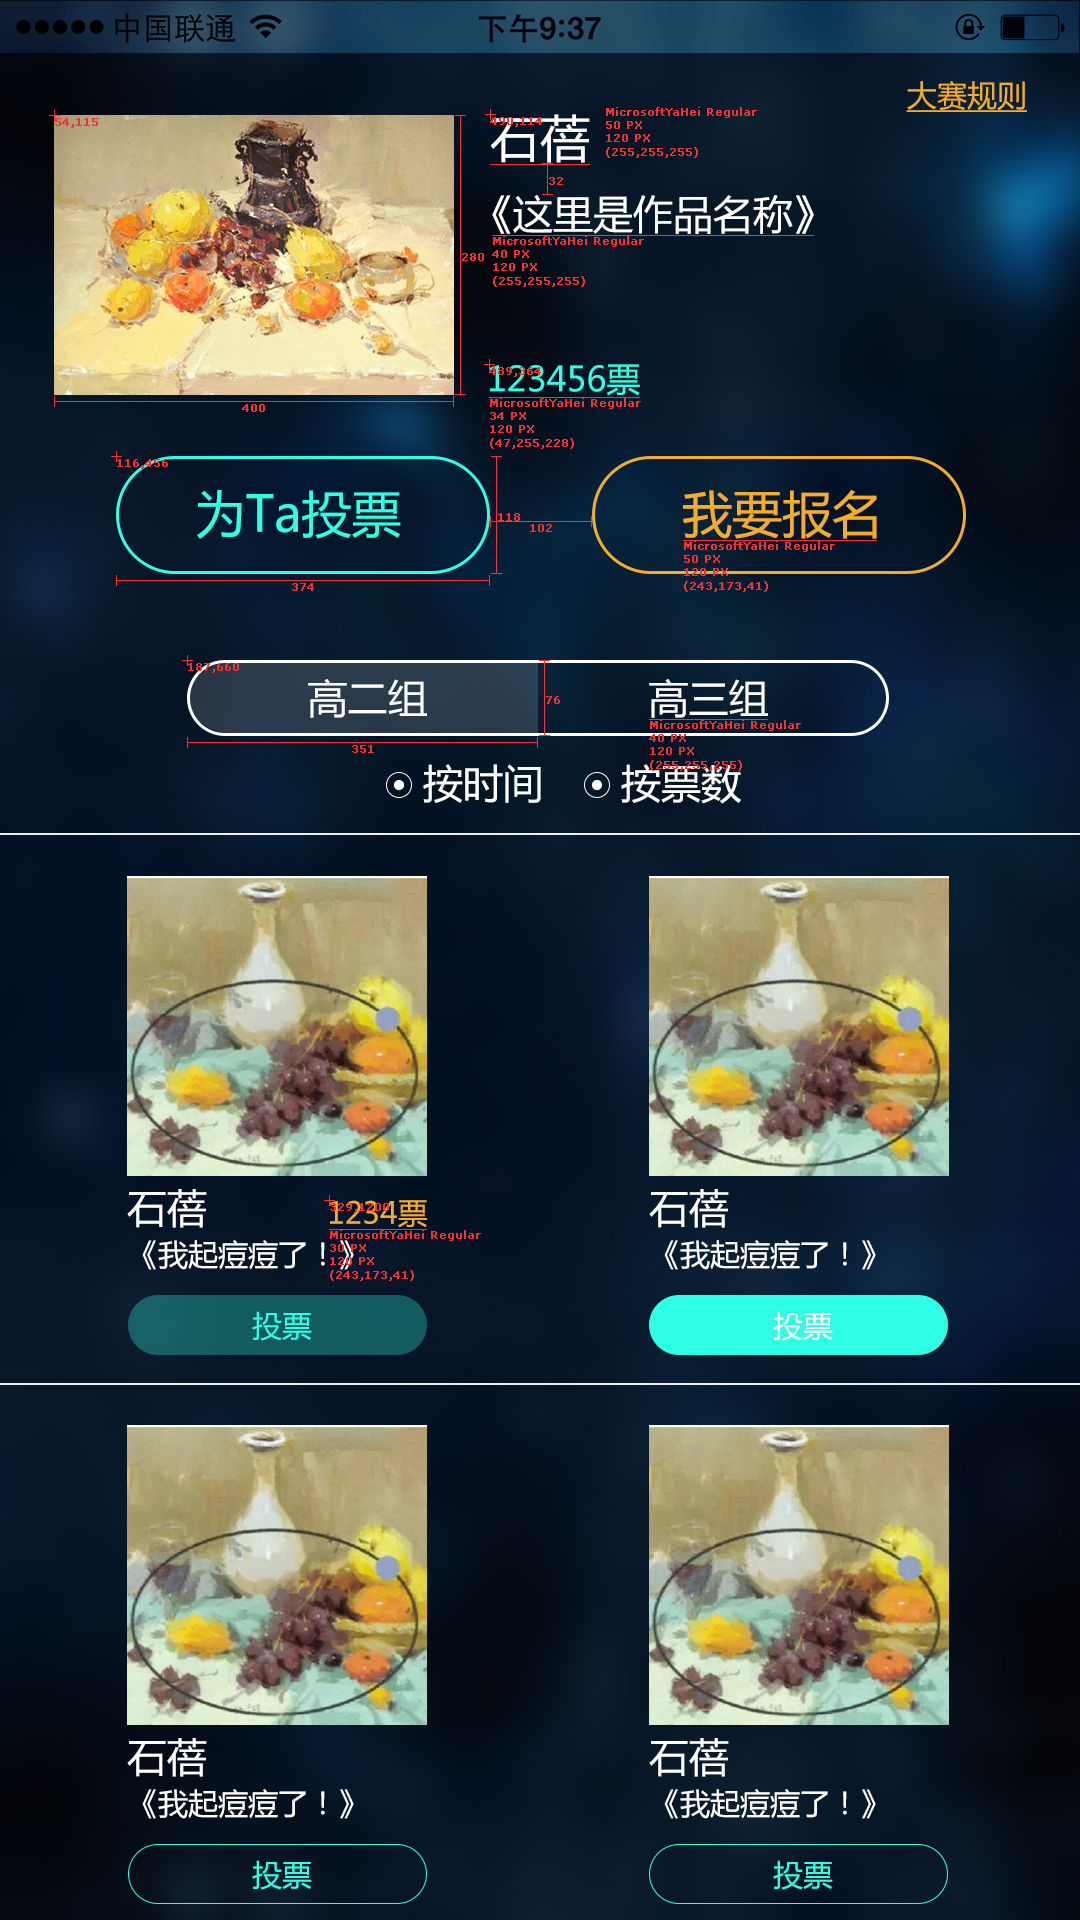 中国联通 下午9:37
大赛规则
54,115
490,114
石蓓
MicrosoftYaHei Regular
50 PX
120 PX
(255,255,255)
32
《这里是作品名称》
MicrosoftYaHei Regular
40 PX
120 PX
(255,255,255)
280
489,364
123456票
MicrosoftYaHei Regular
34 PX
120 PX
(47,255,228)
400
116,456
为Ta投票
118
102
374
我要报名
MicrosoftYaHei Regular
50 PX
120 PX
(243,173,41)
187,660
高二组
76
351
高三组
MicrosoftYaHei Regular
40 PX
120 PX
(255,255,255)
按时间 按票数
石蓓
329,1200
1234票
MicrosoftYaHei Regular
30 PX
120 PX
(243,173,41)
《我起痘痘了！》
投票
石蓓
《我起痘痘了！》
投票
石蓓
《我起痘痘了！》
投票
石蓓
《我起痘痘了！》
投票